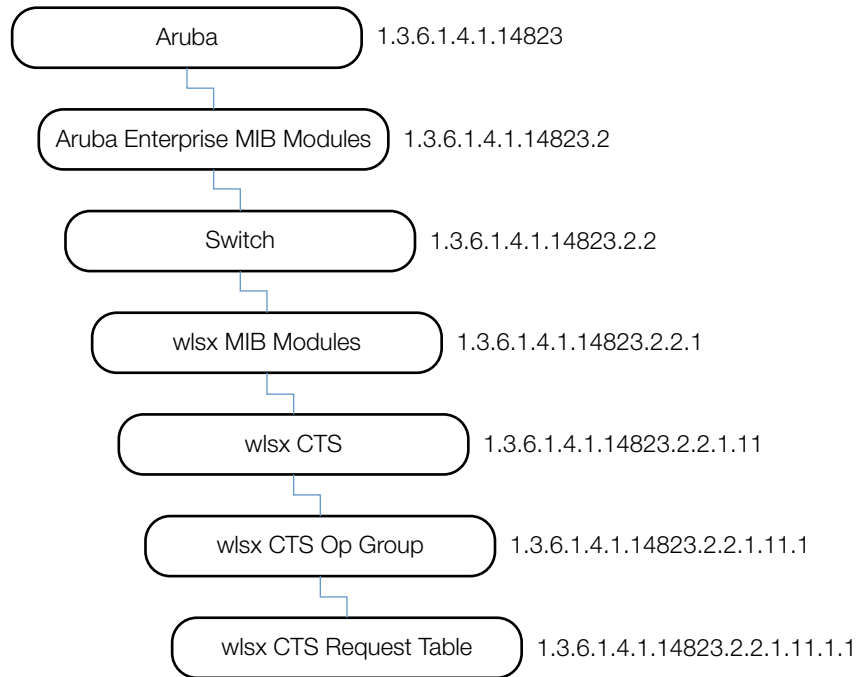 Aruba 1.3.6.1.4.1.14823
Aruba Enterprise MIB Modules 1.3.6.1.4.1.14823.2
Switch 1.3.6.1.4.1.14823.2.2
wlsx MIB Modules 1.3.6.1.4.1.14823.2.2.1
wlsx CTS 1.3.6.1.4.1.14823.2.2.1.11
wlsx CTS Op Group 1.3.6.1.4.1.14823.2.2.1.11.1
wlsx CTS Request Table 1.3.6.1.4.1.14823.2.2.1.11.1.1